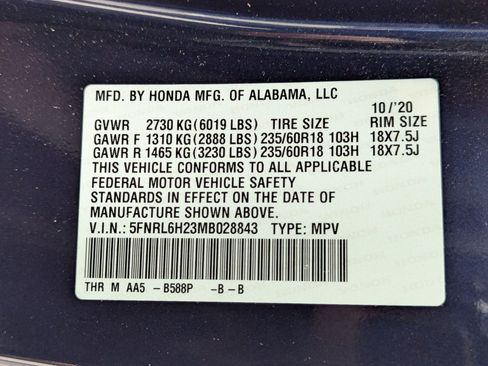 MFD. BY HONDA MFG. OF ALABAMA, LLC
10/'20
GVWR 2730 KG (6019 LBS) TIRE SIZE RIM SIZE
GAWR F 1310 KG (2888 LBS) 235/60R18 103H 18X7.5J
GAWR R 1465 KG (3230 LBS) 235/60R18 103H 18X7.5J
THIS VEHICLE CONFORMS TO ALL APPLICABLE
FEDERAL MOTOR VEHICLE SAFETY
STANDARDS IN EFFECT ON THE DATE OF
MANUFACTURE SHOWN ABOVE.
V.I.N.: 5FNRL6H23MB028843 TYPE: MPV
THR M AA5 -B588P -B-B